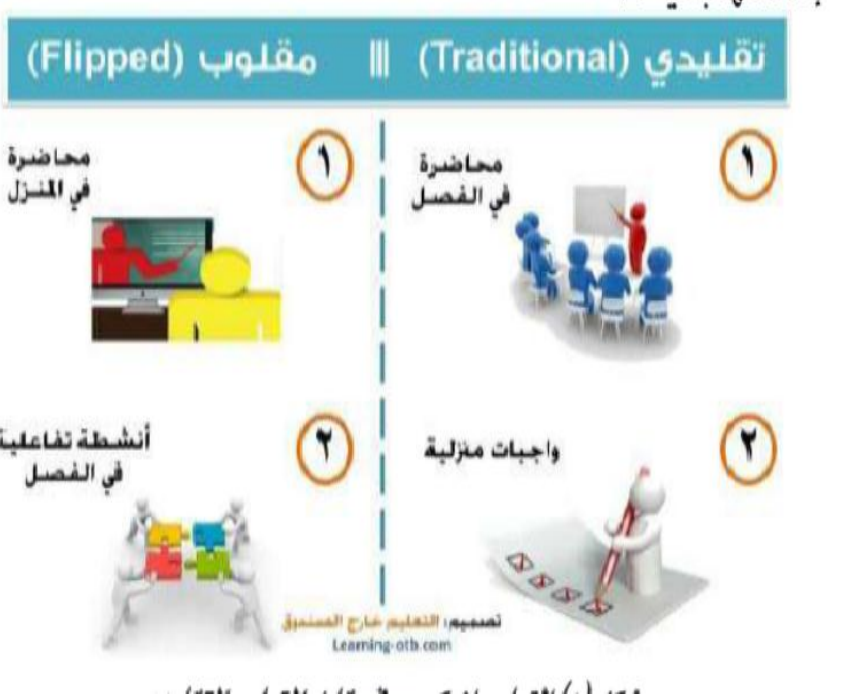 تقليدي (Traditional) ||| مقلوب (Flipped)
١
محاضرة
في الفصل
٢
واجبات منزلية
١
محاضرة
في المنزل
٢
أنشطة تفاعلية
في الفصل
تصميم: التعليم خارج الصندوق
Learning-otb.com